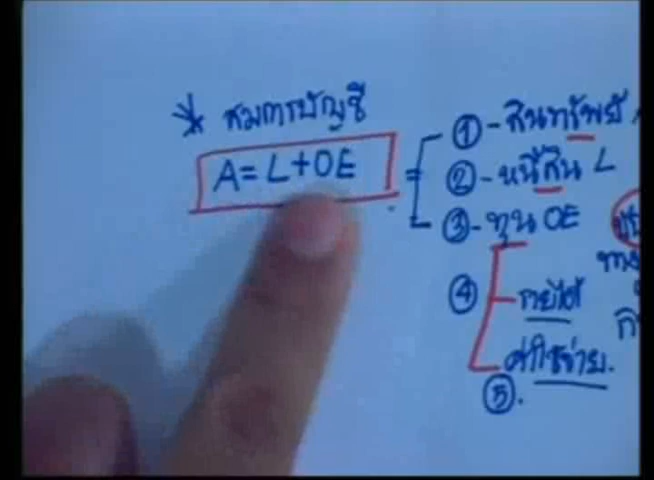 * สมการบัญชี
A = L + OE
① - สินทรัพย์
② - หนี้สิน L
③ - ทุน OE
④ รายได้
ค่าใช้จ่าย.
⑤.